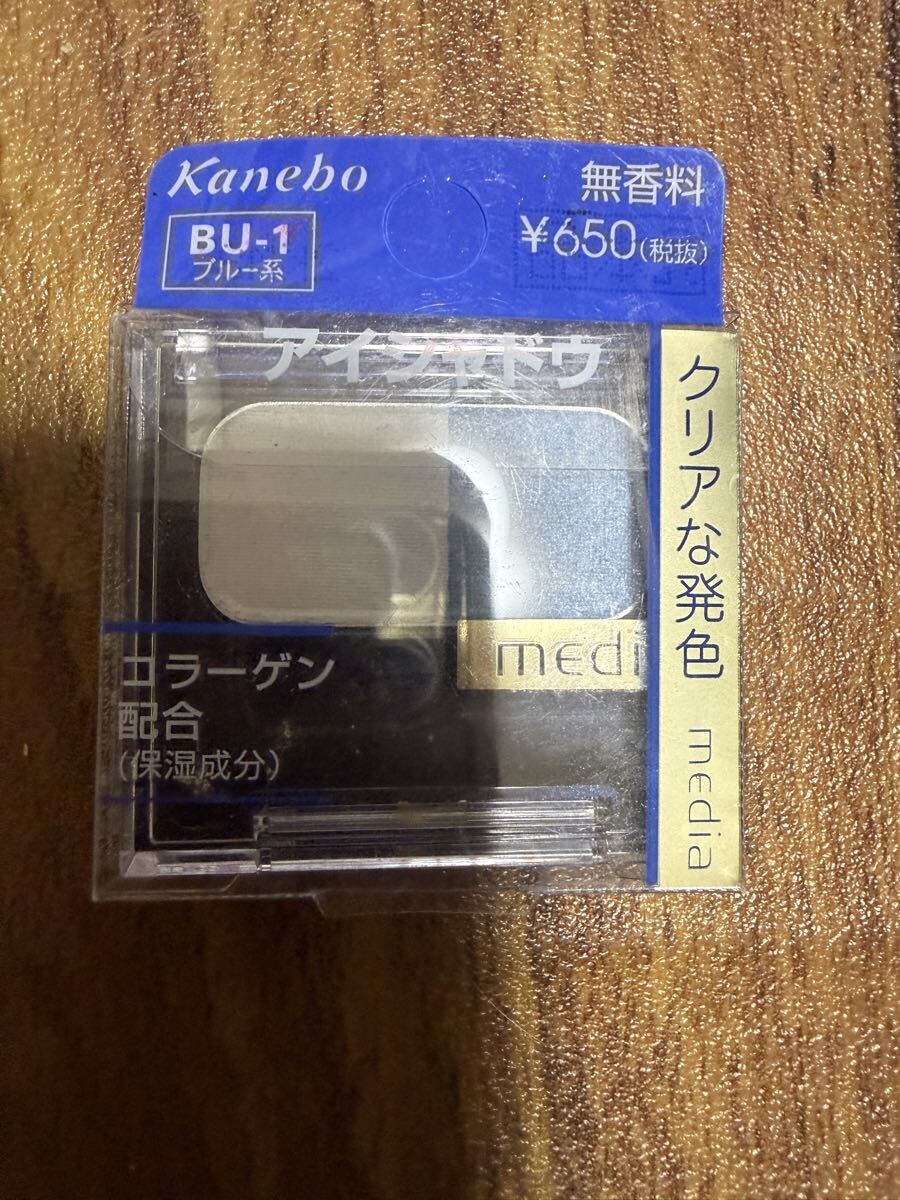 Kanebo
無香料
BU-1
ブルー系
¥650(税抜)
アイシャドウ
クリアな発色
media
medi
コラーゲン
配合
(保湿成分)